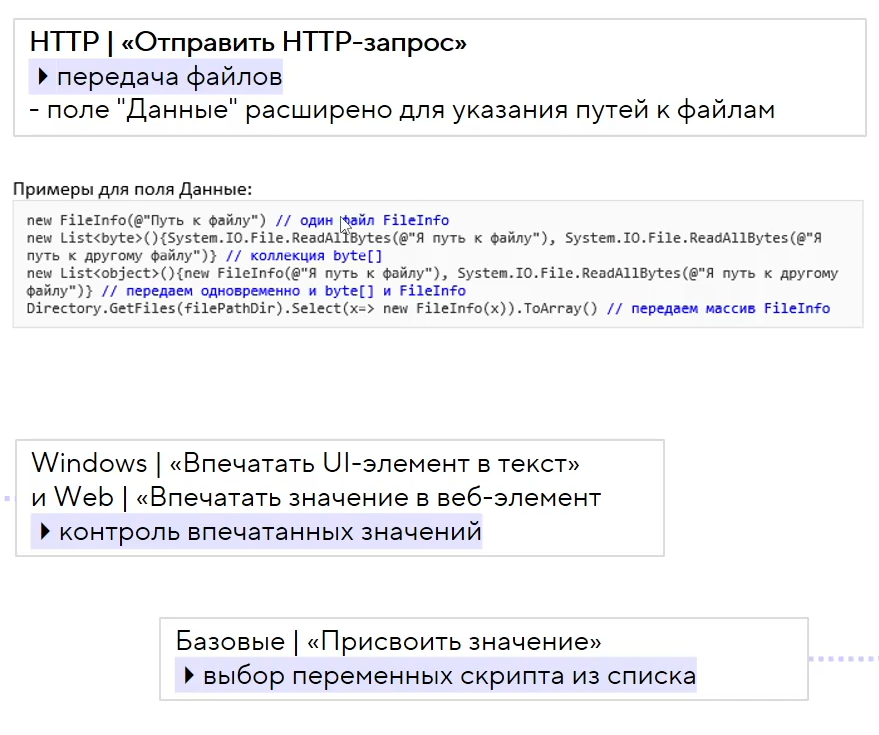 HTTP | «Отправить HTTP-запрос»
передача файлов
- поле "Данные" расширено для указания путей к файлам
Примеры для поля Данные:
new FileInfo(@"Путь к файлу") // один файл FileInfo
new List<byte>(){System.IO.File.ReadAllBytes(@"Я путь к файлу"), System.IO.File.ReadAllBytes(@"Я
путь к другому файлу")} // коллекция byte[]
new List<object>(){new FileInfo(@"Я путь к файлу"), System.IO.File.ReadAllBytes(@"Я путь к другому
файлу")} // передаем одновременно и byte[] и FileInfo
Directory.GetFiles(filePathDir).Select(x=> new FileInfo(x)).ToArray() // передаем массив FileInfo
Windows | «Впечатать UI-элемент в текст»
и Web | «Впечатать значение в веб-элемент
контроль впечатанных значений
Базовые | «Присвоить значение»
выбор переменных скрипта из списка